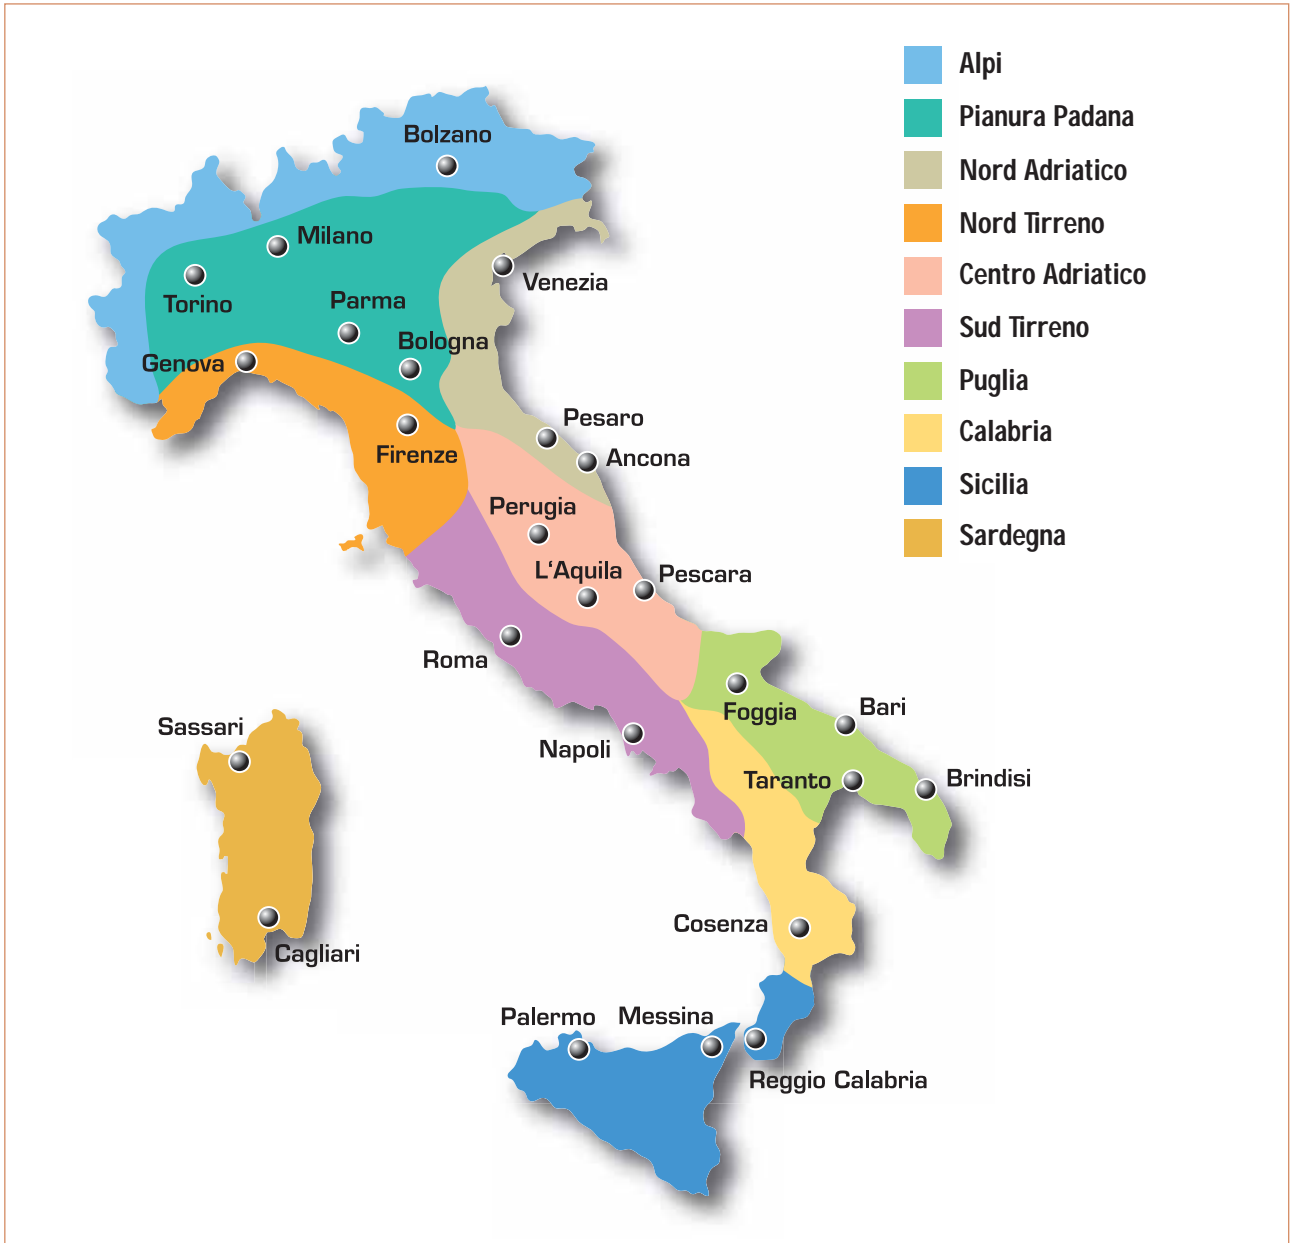 Alpi
Pianura Padana
Nord Adriatico
Nord Tirreno
Centro Adriatico
Sud Tirreno
Puglia
Calabria
Sicilia
Sardegna
Bolzano
Milano
Venezia
Torino
Parma
Bologna
Genova
Pesaro
Firenze
Ancona
Perugia
L'Aquila
Pescara
Roma
Foggia
Bari
Sassari
Napoli
Taranto
Brindisi
Cosenza
Cagliari
Palermo
Messina
Reggio Calabria